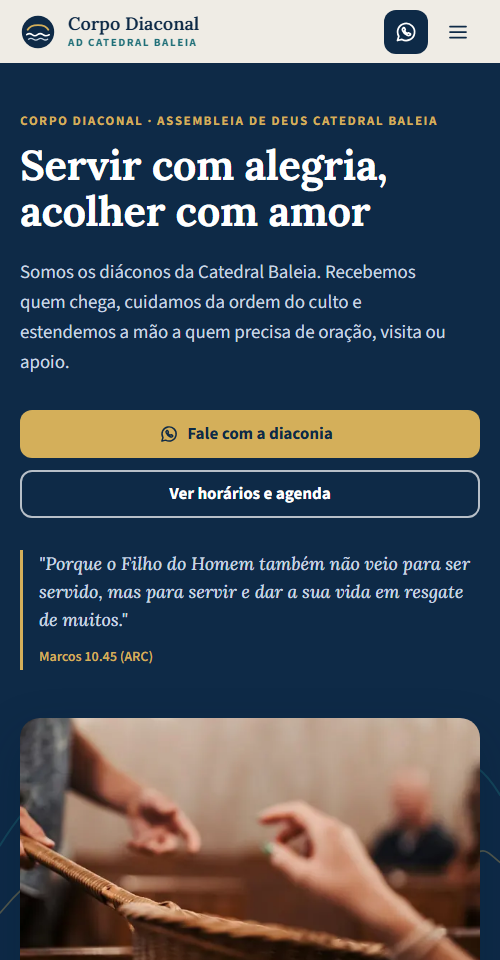 Corpo Diaconal
AD CATEDRAL BALEIA
CORPO DIACONAL · ASSEMBLEIA DE DEUS CATEDRAL BALEIA
Servir com alegria,
acolher com amor
Somos os diáconos da Catedral Baleia. Recebemos
quem chega, cuidamos da ordem do culto e
estendemos a mão a quem precisa de oração, visita ou
apoio.
Fale com a diaconia
Ver horários e agenda
"Porque o Filho do Homem também não veio para ser
servido, mas para servir e dar a sua vida em resgate
de muitos."
Marcos 10.45 (ARC)